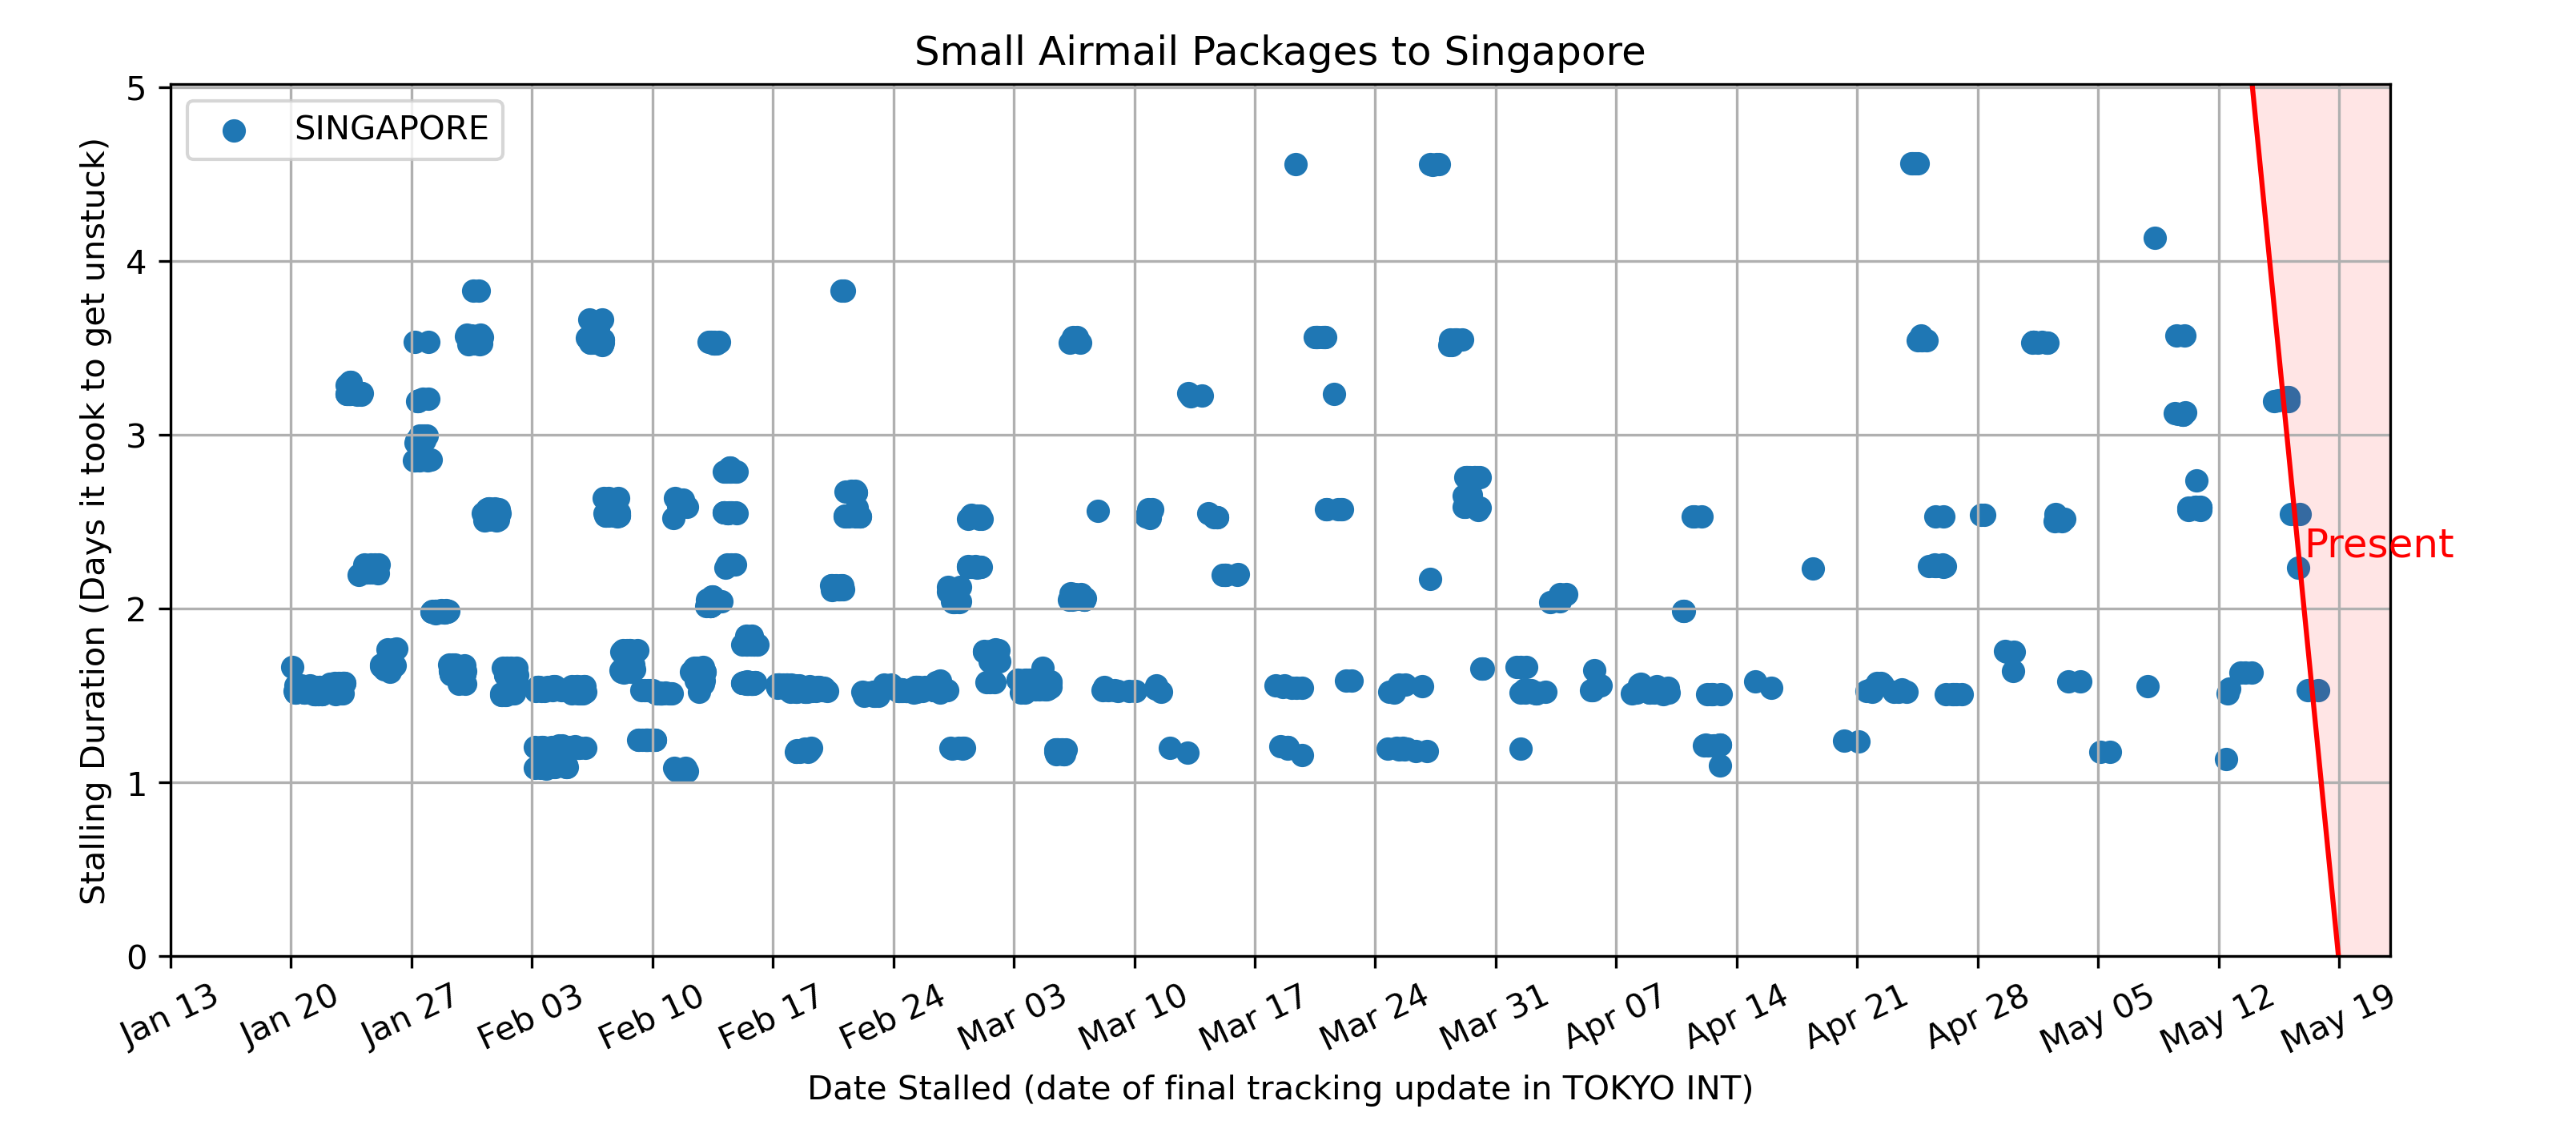 Small Airmail Packages to Singapore
SINGAPORE
Stalling Duration (Days it took to get unstuck)
5
4
3
2
1
0
Present
Jan 13
Jan 20
Jan 27
Feb 03
Feb 10
Feb 17
Feb 24
Mar 03
Mar 10
Mar 17
Mar 24
Mar 31
Apr 07
Apr 14
Apr 21
Apr 28
May 05
May 12
May 19
Date Stalled (date of final tracking update in TOKYO INT)